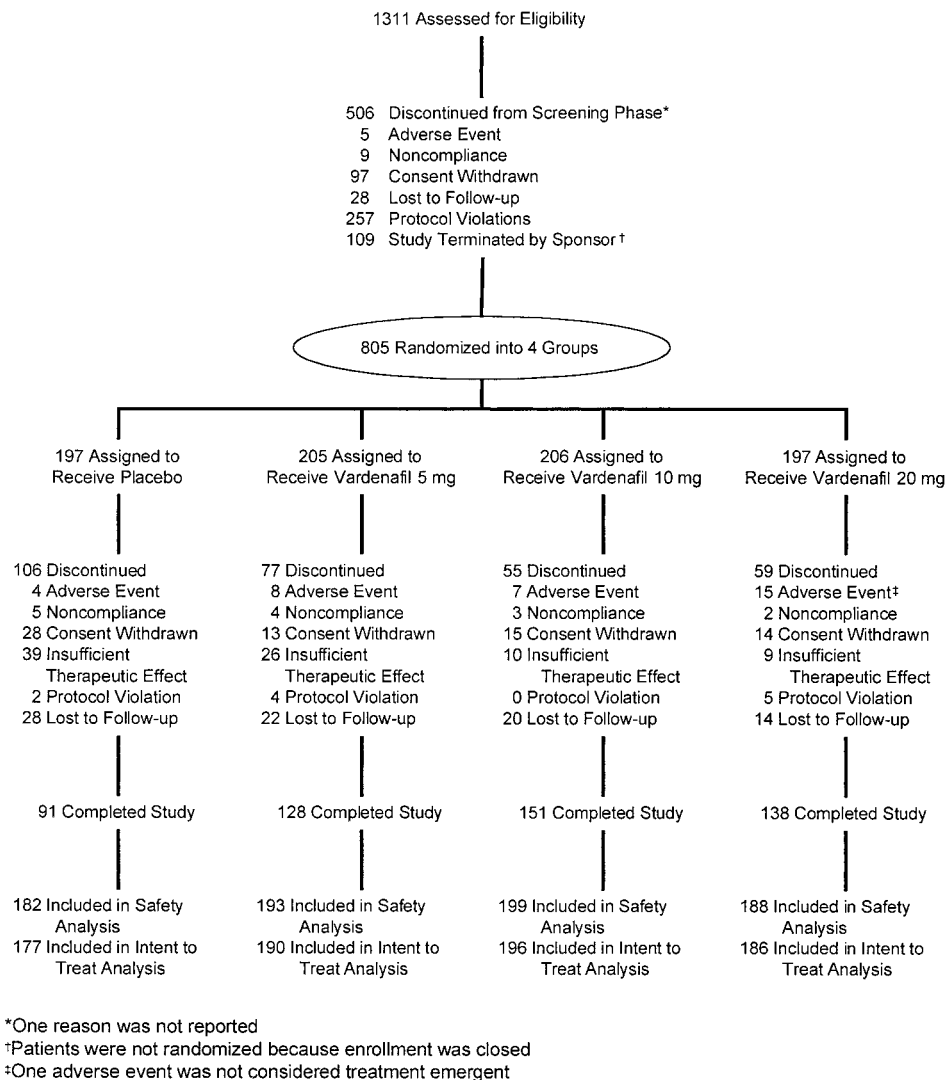 1311 Assessed for Eligibility
506 Discontinued from Screening Phase*
5 Adverse Event
9 Noncompliance
97 Consent Withdrawn
28 Lost to Follow-up
257 Protocol Violations
109 Study Terminated by Sponsor†
805 Randomized into 4 Groups
197 Assigned to
Receive Placebo
106 Discontinued
4 Adverse Event
5 Noncompliance
28 Consent Withdrawn
39 Insufficient
Therapeutic Effect
2 Protocol Violation
28 Lost to Follow-up
91 Completed Study
182 Included in Safety
Analysis
177 Included in Intent to
Treat Analysis
205 Assigned to
Receive Vardenafil 5 mg
77 Discontinued
8 Adverse Event
4 Noncompliance
13 Consent Withdrawn
26 Insufficient
Therapeutic Effect
4 Protocol Violation
22 Lost to Follow-up
128 Completed Study
193 Included in Safety
Analysis
190 Included in Intent to
Treat Analysis
206 Assigned to
Receive Vardenafil 10 mg
55 Discontinued
7 Adverse Event
3 Noncompliance
15 Consent Withdrawn
10 Insufficient
Therapeutic Effect
0 Protocol Violation
20 Lost to Follow-up
151 Completed Study
199 Included in Safety
Analysis
196 Included in Intent to
Treat Analysis
197 Assigned to
Receive Vardenafil 20 mg
59 Discontinued
15 Adverse Event‡
2 Noncompliance
14 Consent Withdrawn
9 Insufficient
Therapeutic Effect
5 Protocol Violation
14 Lost to Follow-up
138 Completed Study
188 Included in Safety
Analysis
186 Included in Intent to
Treat Analysis
*One reason was not reported
†Patients were not randomized because enrollment was closed
‡One adverse event was not considered treatment emergent